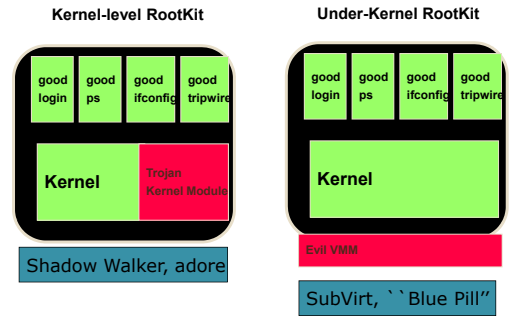 Kernel-level RootKit
good login
good ps
good ifconfig
good tripwire
Kernel
Trojan
Kernel Module
Shadow Walker, adore
Under-Kernel RootKit
good login
good ps
good ifconfig
good tripwire
Kernel
Evil VMM
SubVirt, ``Blue Pill’’